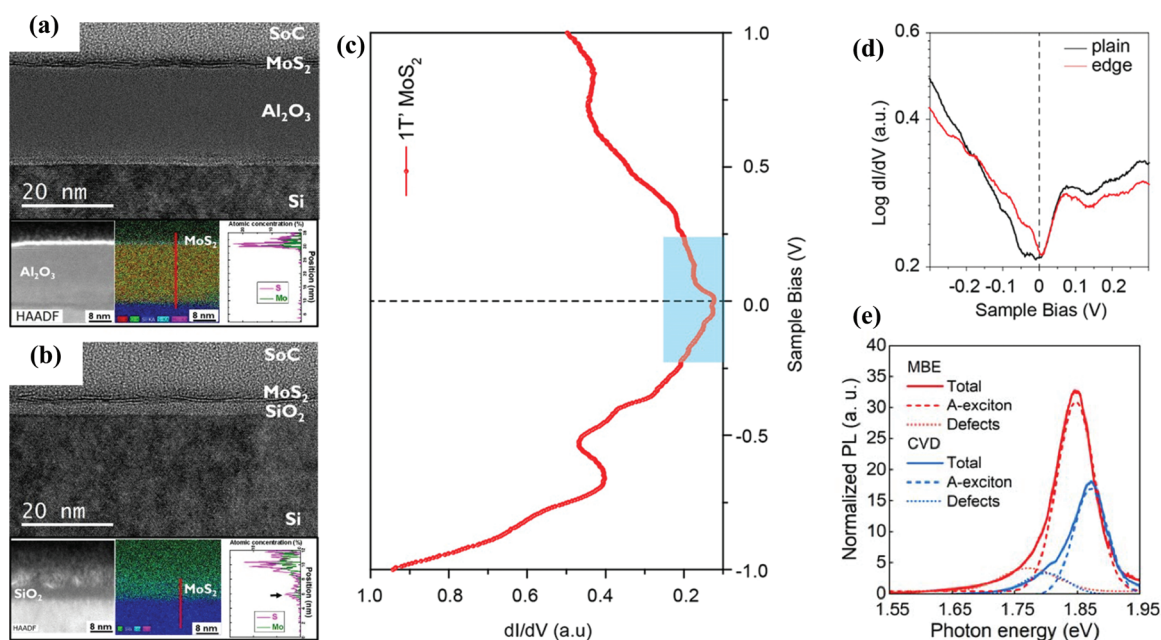 (a)
SoC
MoS2
Al2O3
20 nm
Si
Al2O3
HAADF
8 nm
MoS2
8 nm
Atomic concentration (%)
Position (nm)
S
Mo
(b)
SoC
MoS2
SiO2
20 nm
Si
SiO2
HAADF
8 nm
MoS2
8 nm
Atomic concentration (%)
Position (nm)
S
Mo
(c)
1T' MoS2
1.0
0.5
0.0
-0.5
-1.0
Sample Bias (V)
1.0 0.8 0.6 0.4 0.2
dI/dV (a.u)
(d)
plain
edge
0.6
0.4
0.2
Log dI/dV (a.u.)
-0.2 -0.1 0 0.1 0.2
Sample Bias (V)
(e)
MBE
Total
A-exciton
Defects
CVD
Total
A-exciton
Defects
40
35
30
25
20
15
10
5
0
Normalized PL (a. u.)
1.55 1.65 1.75 1.85 1.95
Photon energy (eV)